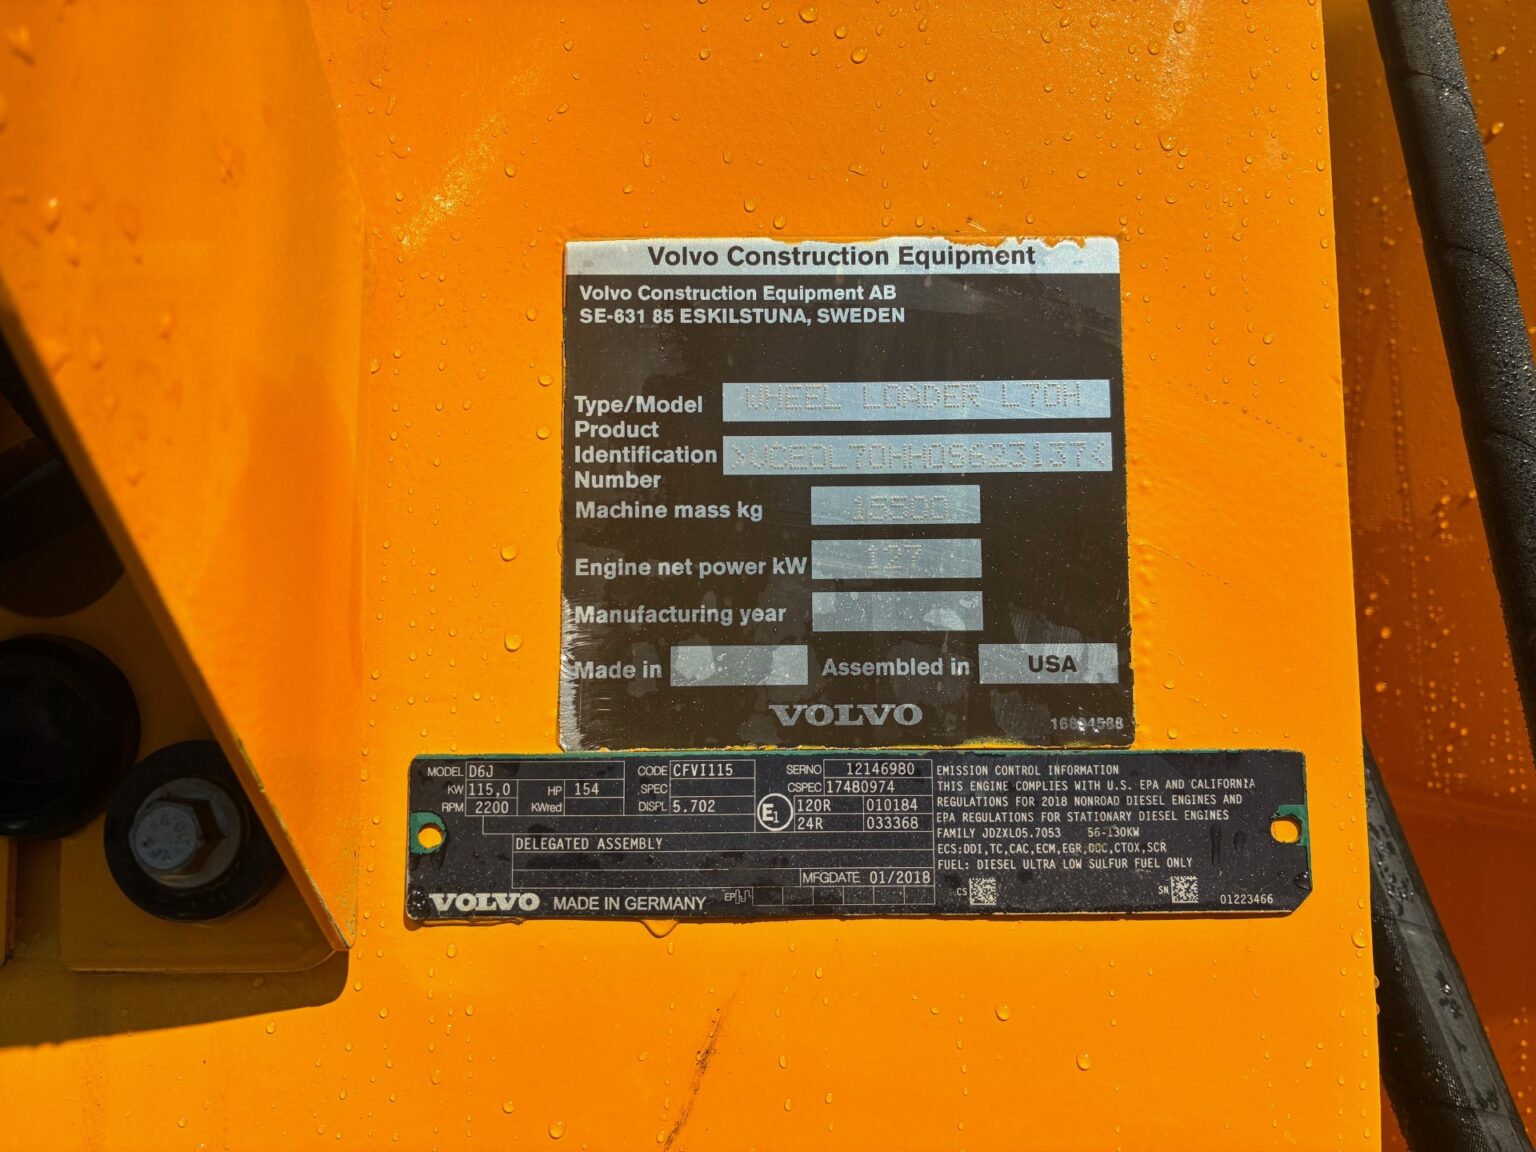 Volvo Construction Equipment
Volvo Construction Equipment AB
SE-631 85 ESKILSTUNA, SWEDEN
Type/Model WHEEL LOADER L70H
Product Identification Number >VCE0L70HH0S623137<
Machine mass kg 15500
Engine net power kW 127
Manufacturing year
Made in Assembled in USA
VOLVO
MODEL D6J CODE CFVI115 SERNO 12146980
KW 115,0 HP 154 SPEC CSPEC 17480974
RPM 2200 KWred DISPL 5.702 E1 120R 010184
24R 033368
DELEGATED ASSEMBLY
MFGDATE 01/2018
VOLVO MADE IN GERMANY EP
EMISSION CONTROL INFORMATION
THIS ENGINE COMPLIES WITH U.S. EPA AND CALIFORNIA
REGULATIONS FOR 2018 NONROAD DIESEL ENGINES AND
EPA REGULATIONS FOR STATIONARY DIESEL ENGINES
FAMILY JDZXL05.7053 56-130KW
ECS:DDI,TC,CAC,ECM,EGR,DOC,CTOX,SCR
FUEL: DIESEL ULTRA LOW SULFUR FUEL ONLY
CS SN 01223466